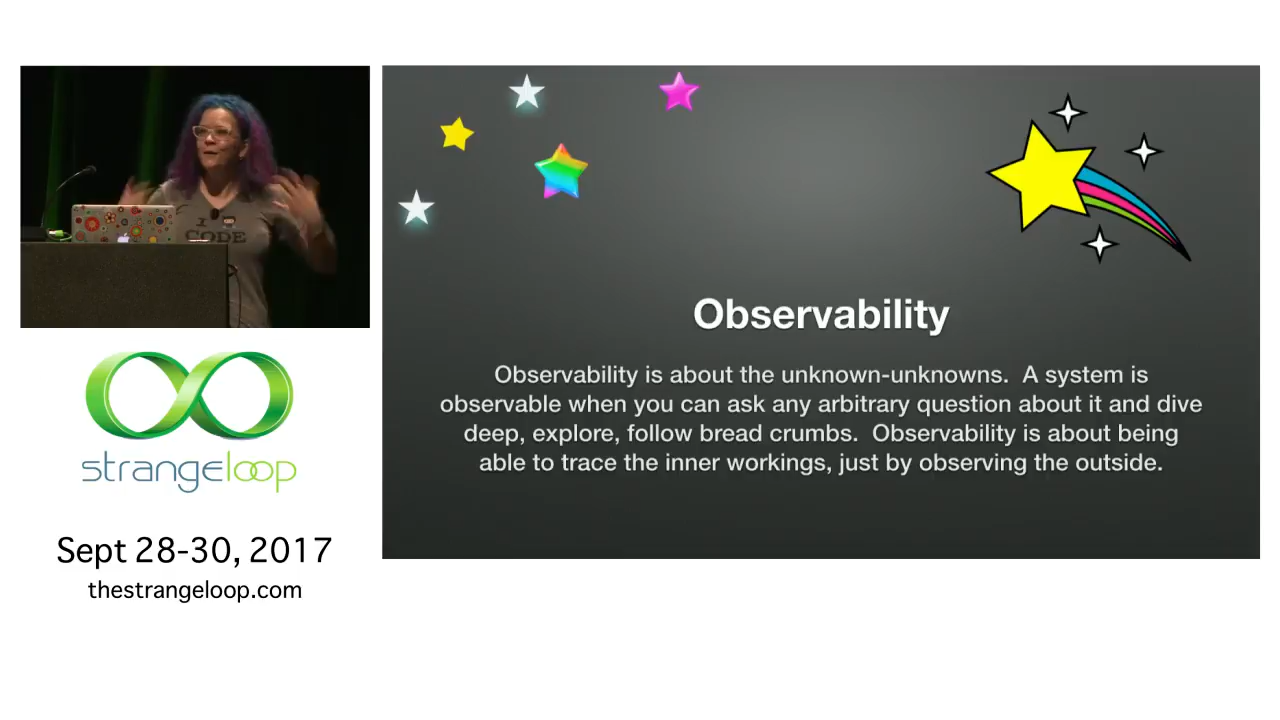 I
CODE
strangeloop
Sept 28-30, 2017
thestrangeloop.com
Observability
Observability is about the unknown-unknowns.  A system is
observable when you can ask any arbitrary question about it and dive
deep, explore, follow bread crumbs.  Observability is about being
able to trace the inner workings, just by observing the outside.